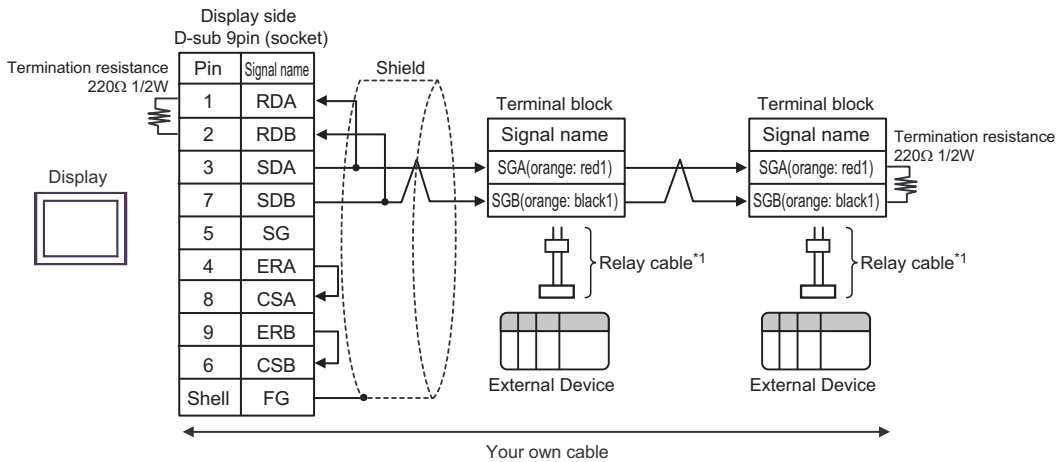 Display side
D-sub 9pin (socket)
Termination resistance
220Ω 1/2W
Pin Signal name
1 RDA
2 RDB
3 SDA
7 SDB
5 SG
4 ERA
8 CSA
9 ERB
6 CSB
Shell FG
Display
Shield
Terminal block
Signal name
SGA(orange: red1)
SGB(orange: black1)
Relay cable*1
External Device
Terminal block
Signal name
SGA(orange: red1)
SGB(orange: black1)
Termination resistance
220Ω 1/2W
Relay cable*1
External Device
Your own cable